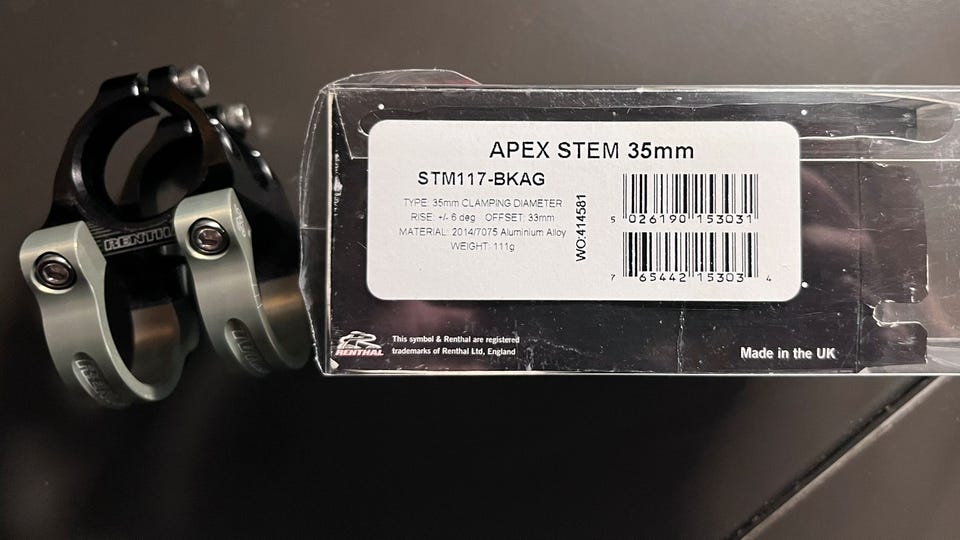 APEX STEM 35mm
STM117-BKAG
TYPE: 35mm CLAMPING DIAMETER
RISE: +/- 6 deg OFFSET: 33mm
MATERIAL: 2014/7075 Aluminium Alloy
WEIGHT: 111g
WO:414581
5 026190 153031
7 65442 15303 4
RENTHAL
This symbol & Renthal are registered
trademarks of Renthal Ltd, England
Made in the UK
RENTHAL